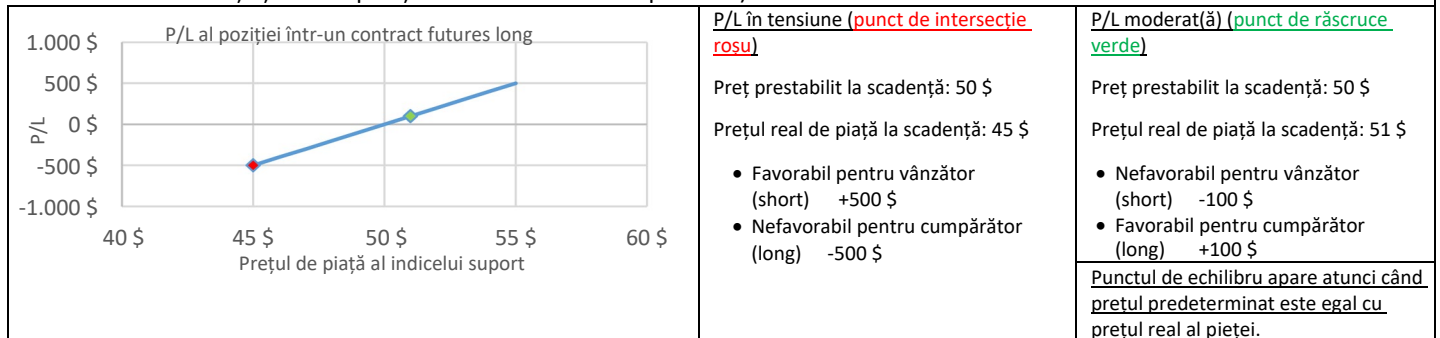 P/L al poziției într-un contract futures long
1.000 $
500 $
0 $
-500 $
-1.000 $
P/L
40 $
45 $
50 $
55 $
60 $
Prețul de piață al indicelui suport
P/L în tensiune (punct de intersecție
roșu)
Preț prestabilit la scadență: 50 $
Prețul real de piață la scadență: 45 $
• Favorabil pentru vânzător
(short) +500 $
• Nefavorabil pentru cumpărător
(long) -500 $
P/L moderat(ă) (punct de răscruce
verde)
Preț prestabilit la scadență: 50 $
Prețul real de piață la scadență: 51 $
• Nefavorabil pentru vânzător
(short) -100 $
• Favorabil pentru cumpărător
(long) +100 $
Punctul de echilibru apare atunci când
prețul predeterminat este egal cu
prețul real al pieței.